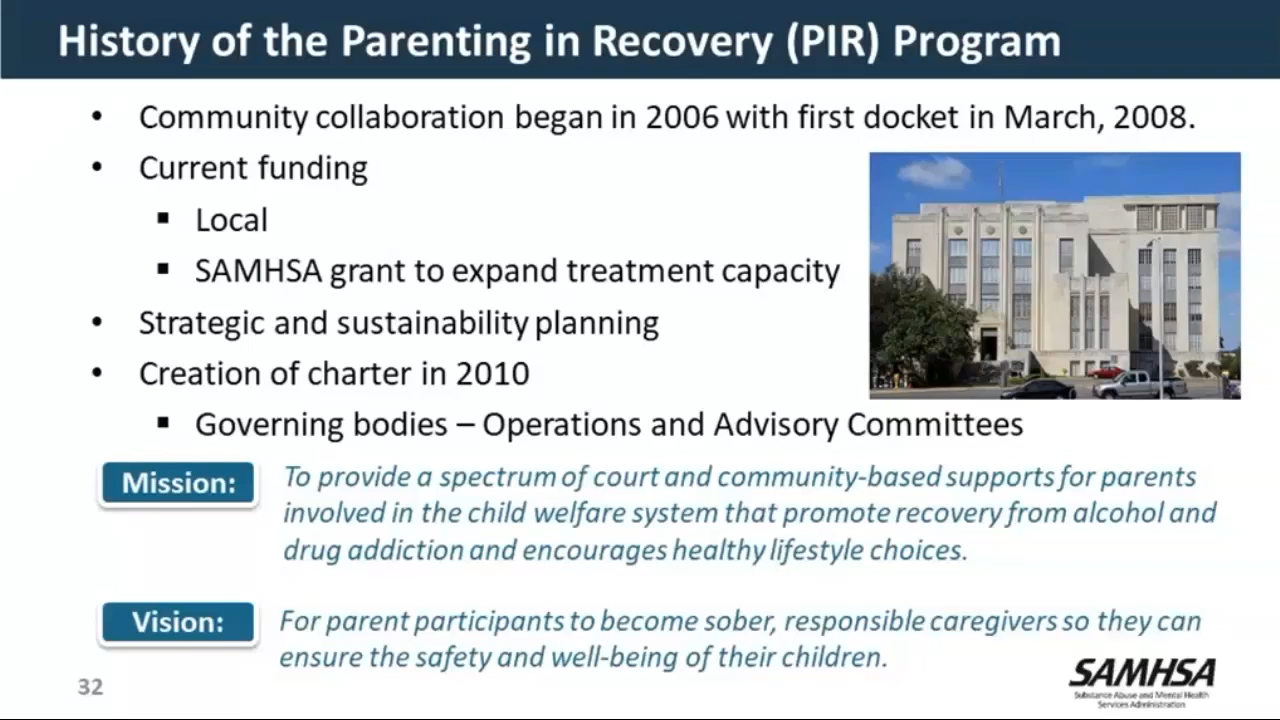 History of the Parenting in Recovery (PIR) Program
• Community collaboration began in 2006 with first docket in March, 2008.
• Current funding
▪ Local
▪ SAMHSA grant to expand treatment capacity
• Strategic and sustainability planning
• Creation of charter in 2010
▪ Governing bodies – Operations and Advisory Committees
Mission:
To provide a spectrum of court and community-based supports for parents
involved in the child welfare system that promote recovery from alcohol and
drug addiction and encourages healthy lifestyle choices.
Vision:
For parent participants to become sober, responsible caregivers so they can
ensure the safety and well-being of their children.
32
SAMHSA
Substance Abuse and Mental Health
Services Administration